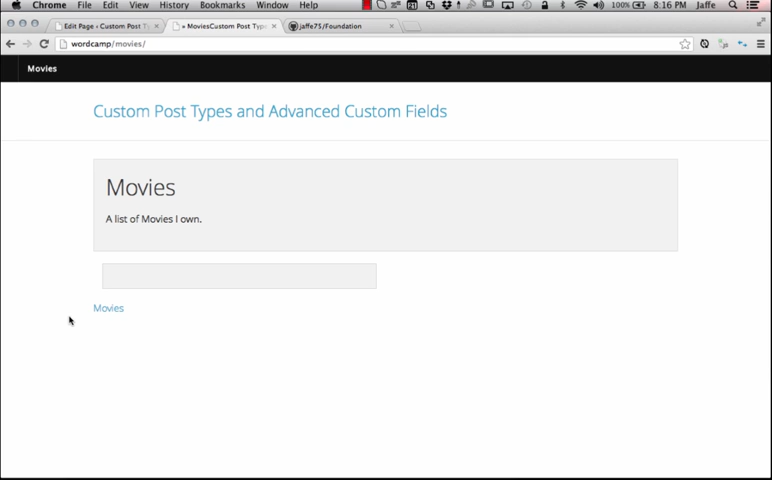 Chrome File Edit View History Bookmarks Window Help 100% 8:16 PM Jaffe
Edit Page ‹ Custom Post Ty
» MoviesCustom Post Type
jaffe75/Foundation
wordcamp/movies/
Movies
Custom Post Types and Advanced Custom Fields
Movies
A list of Movies I own.
Movies